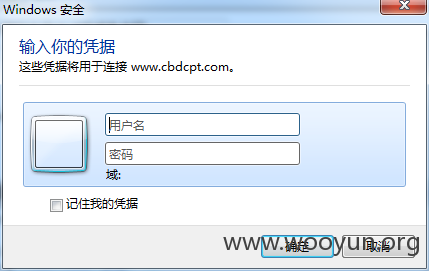 Windows 安全
输入你的凭据
这些凭据将用于连接 www.cbdcpt.com。
用户名
密码
域:
记住我的凭据
确定
取消
www.wooyun.org